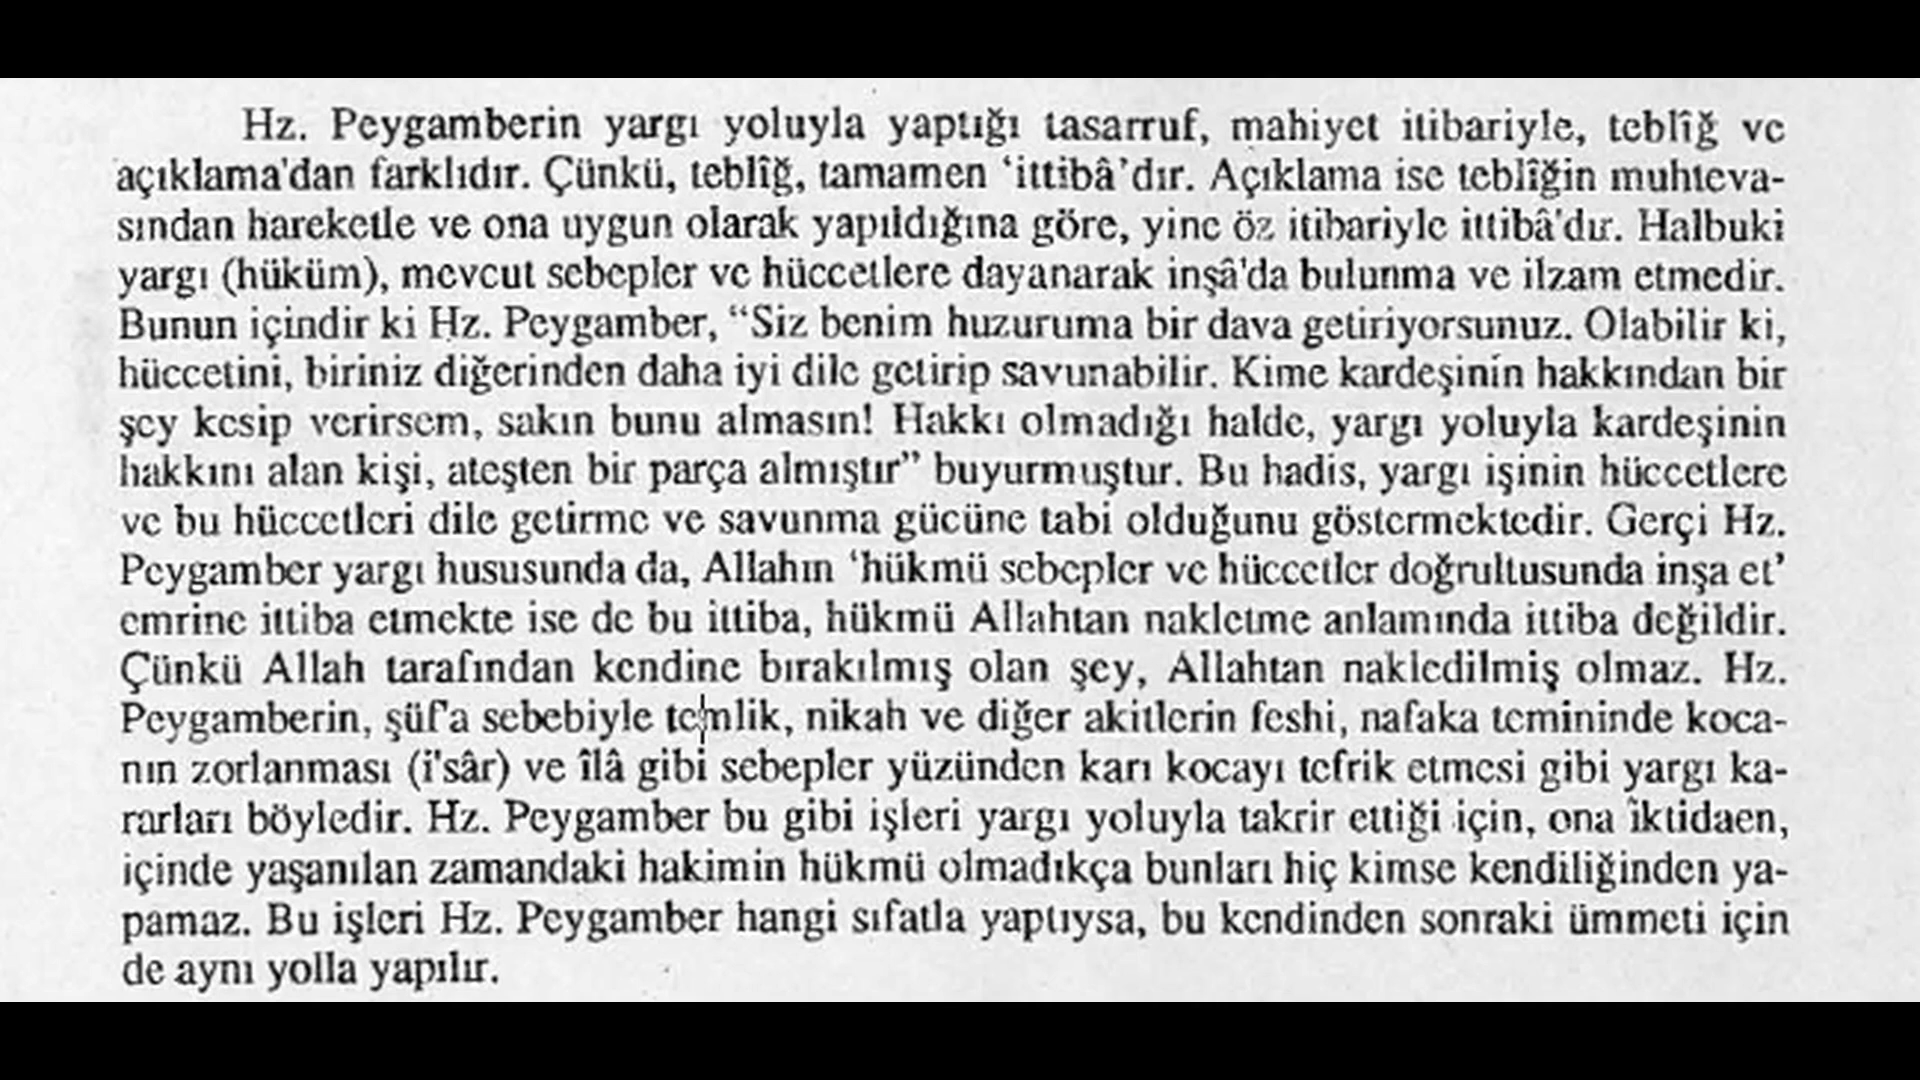 Hz. Peygamberin yargı yoluyla yaptığı tasarruf, mahiyet itibariyle, teblîğ ve
açıklama'dan farklıdır. Çünkü, teblîğ, tamamen ‘ittibâ’dır. Açıklama ise teblîğin muhteva-
sından hareketle ve ona uygun olarak yapıldığına göre, yine öz itibariyle ittibâ'dır. Halbuki
yargı (hüküm), mevcut sebepler ve hüccetlere dayanarak inşâ'da bulunma ve ilzam etmedir.
Bunun içindir ki Hz. Peygamber, “Siz benim huzuruma bir dava getiriyorsunuz. Olabilir ki,
hüccetini, biriniz diğerinden daha iyi dile getirip savunabilir. Kime kardeşinin hakkından bir
şey kesip verirsem, sakın bunu almasın! Hakkı olmadığı halde, yargı yoluyla kardeşinin
hakkını alan kişi, ateşten bir parça almıştır” buyurmuştur. Bu hadis, yargı işinin hüccetlere
ve bu hüccetleri dile getirme ve savunma gücüne tabi olduğunu göstermektedir. Gerçi Hz.
Peygamber yargı hususunda da, Allahın ‘hükmü sebepler ve hüccetler doğrultusunda inşa et’
emrine ittiba etmekte ise de bu ittiba, hükmü Allahtan nakletme anlamında ittiba değildir.
Çünkü Allah tarafından kendine bırakılmış olan şey, Allahtan nakledilmiş olmaz. Hz.
Peygamberin, şüf'a sebebiyle temlik, nikah ve diğer akitlerin feshi, nafaka temininde koca-
nın zorlanması (i'sâr) ve îlâ gibi sebepler yüzünden karı kocayı tefrik etmesi gibi yargı ka-
rarları böyledir. Hz. Peygamber bu gibi işleri yargı yoluyla takrir ettiği için, ona iktidaen,
içinde yaşanılan zamandaki hakimin hükmü olmadıkça bunları hiç kimse kendiliğinden ya-
pamaz. Bu işleri Hz. Peygamber hangi sıfatla yaptıysa, bu kendinden sonraki ümmeti için
de aynı yolla yapılır.